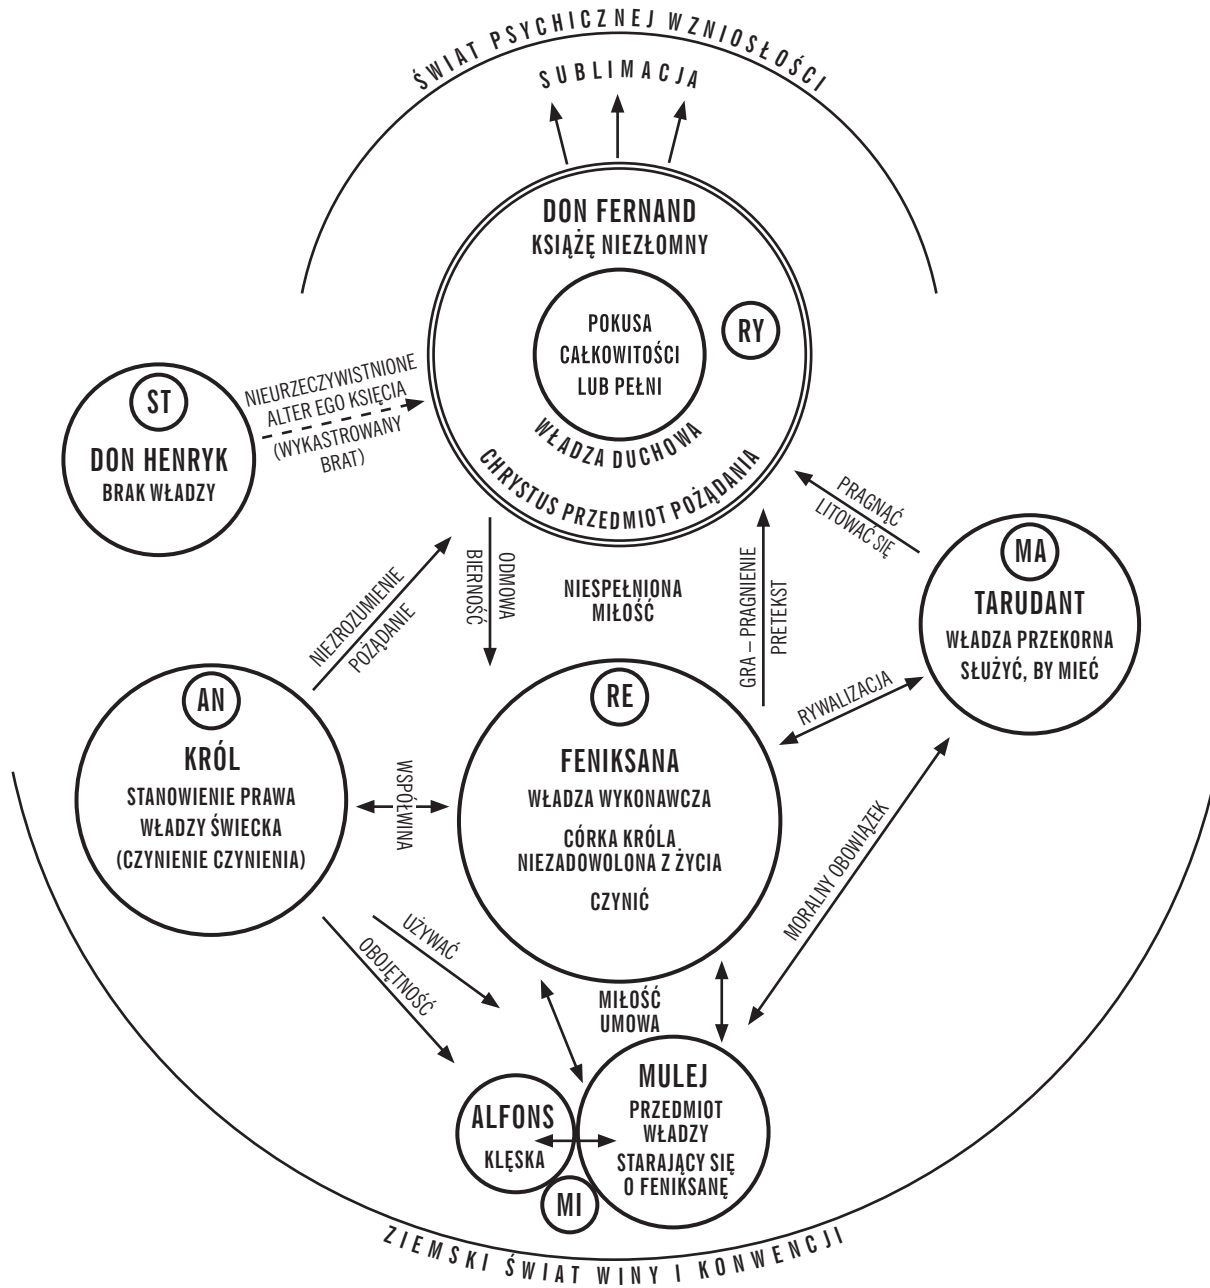 ŚWIAT PSYCHICZNEJ WZNIOSŁOŚCI
SUBLIMACJA
DON FERNAND
KSIĄŻĘ NIEZŁOMNY
POKUSA
CAŁKOWITOŚCI
LUB PEŁNI
RY
WŁADZA DUCHOWA
CHRYSTUS PRZEDMIOT POŻĄDANIA
ST
DON HENRYK
BRAK WŁADZY
NIEURZECZYWISTNIONE
ALTER EGO KSIĘCIA
(WYKASTROWANY
BRAT)
PRAGNĄĆ
LITOWAĆ SIĘ
MA
TARUDANT
WŁADZA PRZEKORNA
SŁUŻYĆ, BY MIEĆ
NIEZROZUMIENIE
POŻĄDANIE
ODMOWA
BIERNOŚĆ
NIESPEŁNIONA
MIŁOŚĆ
GRA – PRAGNIENIE
PRETEKST
RYWALIZACJA
AN
KRÓL
STANOWIENIE PRAWA
WŁADZY ŚWIECKA
(CZYNIENIE CZYNIENIA)
WSPÓŁWINA
RE
FENIKSANA
WŁADZA WYKONAWCZA
CÓRKA KRÓLA
NIEZADOWOLONA Z ŻYCIA
CZYNIĆ
MORALNY OBOWIĄZEK
UŻYWAĆ
OBOJĘTNOŚĆ
MIŁOŚĆ
UMOWA
ALFONS
KLĘSKA
MULEJ
PRZEDMIOT
WŁADZY
STARAJĄCY SIĘ
O FENIKSANĘ
MI
ZIEMSKI ŚWIAT WINY I KONWENCJI